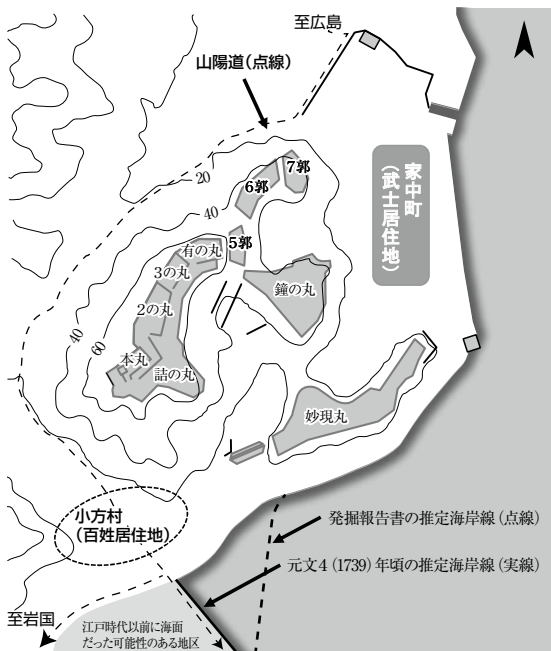 至広島
山陽道（点線）
20
7郭
6郭
40
家中町
（武士居住地）
5郭
有の丸
3の丸
鐘の丸
2の丸
40
60
本丸
詰の丸
妙現丸
小方村
（百姓居住地）
発掘報告書の推定海岸線（点線）
元文4（1739）年頃の推定海岸線（実線）
至岩国
江戸時代以前に海面
だった可能性のある地区